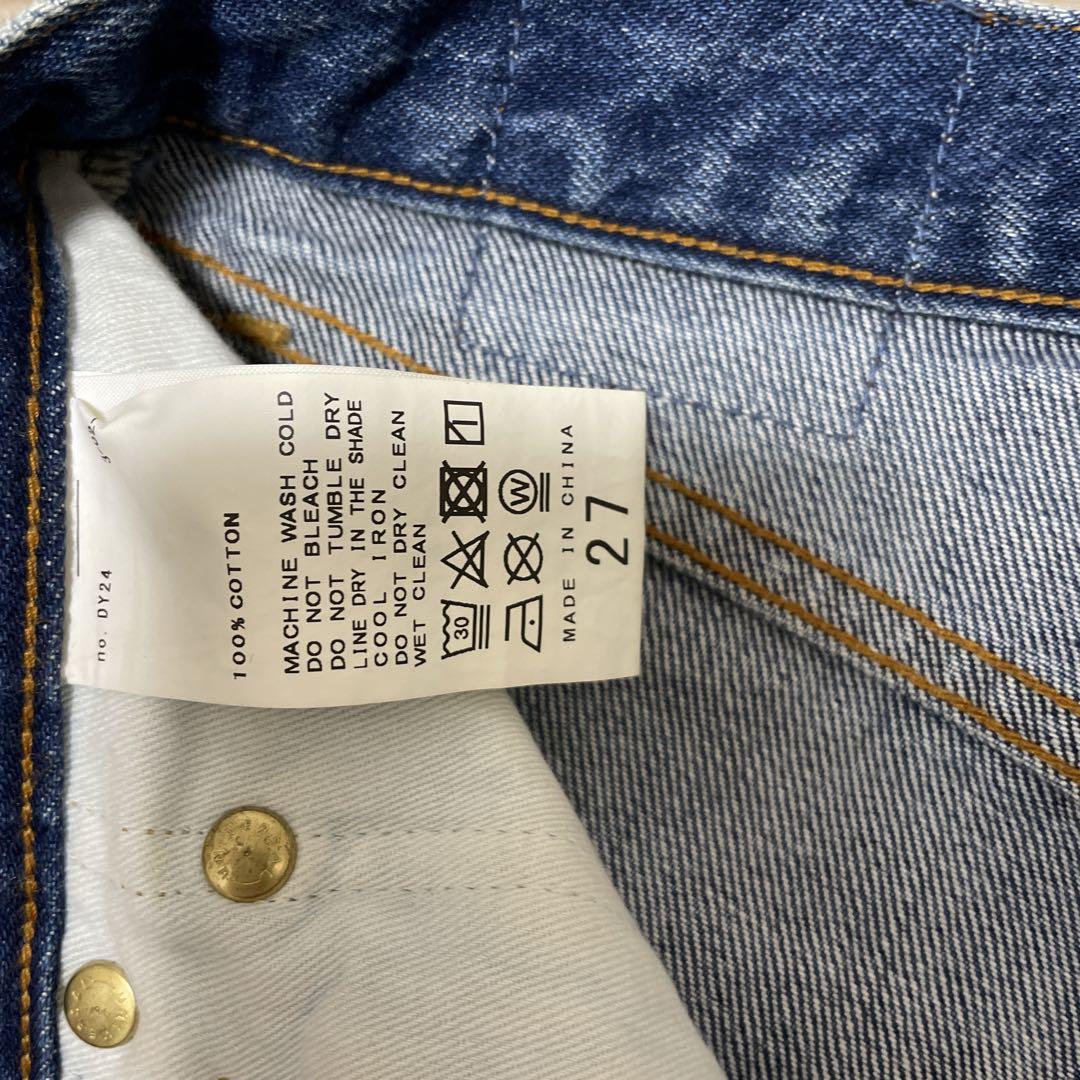 no. DY24
100% COTTON
MACHINE WASH COLD
DO NOT BLEACH
DO NOT TUMBLE DRY
LINE DRY IN THE SHADE
COOL IRON
DO NOT DRY CLEAN
WET CLEAN
30
W
MADE IN CHINA
27